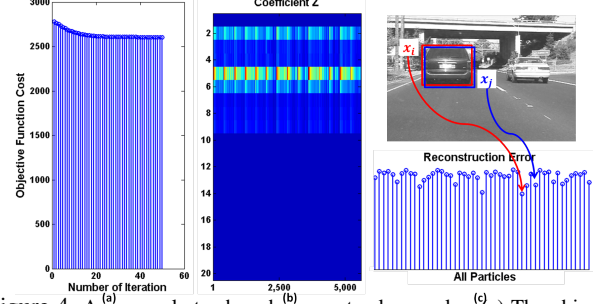 3000
2500
2000
1500
1000
500
0
Objective Function Cost
0 20 40 60
Number of Iteration
(a)
Coefficient Z
2
4
6
8
10
12
14
16
18
20
1 2,500 5,000
(b)
x_i
x_j
Reconstruction Error
All Particles
(c)